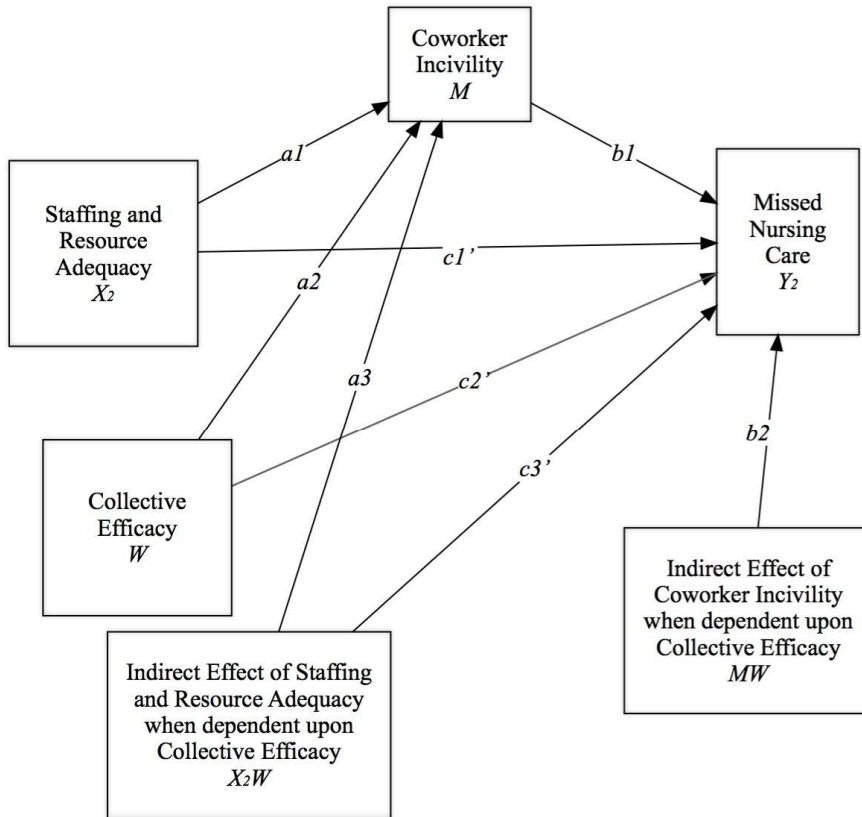 Coworker
Incivility
M
a1
b1
Staffing and
Resource
Adequacy
X2
Missed
Nursing
Care
Y2
c1’
a2
a3
c2’
b2
c3’
Collective
Efficacy
W
Indirect Effect of Staffing
and Resource Adequacy
when dependent upon
Collective Efficacy
X2W
Indirect Effect of
Coworker Incivility
when dependent upon
Collective Efficacy
MW